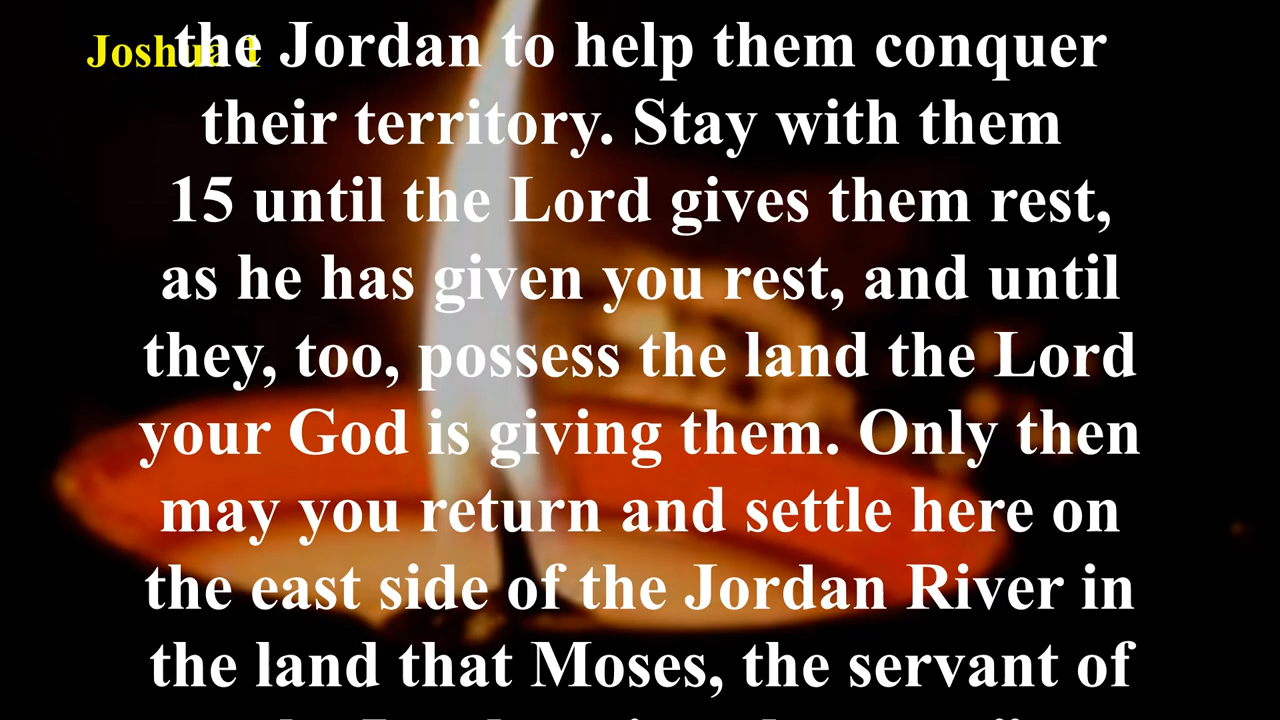 Joshua 1
the Jordan to help them conquer
their territory. Stay with them
15 until the Lord gives them rest,
as he has given you rest, and until
they, too, possess the land the Lord
your God is giving them. Only then
may you return and settle here on
the east side of the Jordan River in
the land that Moses, the servant of